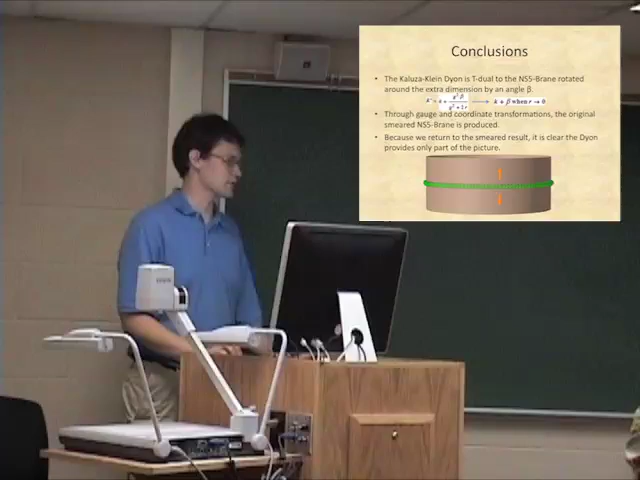 Conclusions
• The Kaluza-Klein Dyon is T-dual to the NS5-Brane rotated
around the extra dimension by an angle β.
k + β when r → 0
• Through gauge and coordinate transformations, the original
smeared NS5-Brane is produced.
• Because we return to the smeared result, it is clear the Dyon
provides only part of the picture.